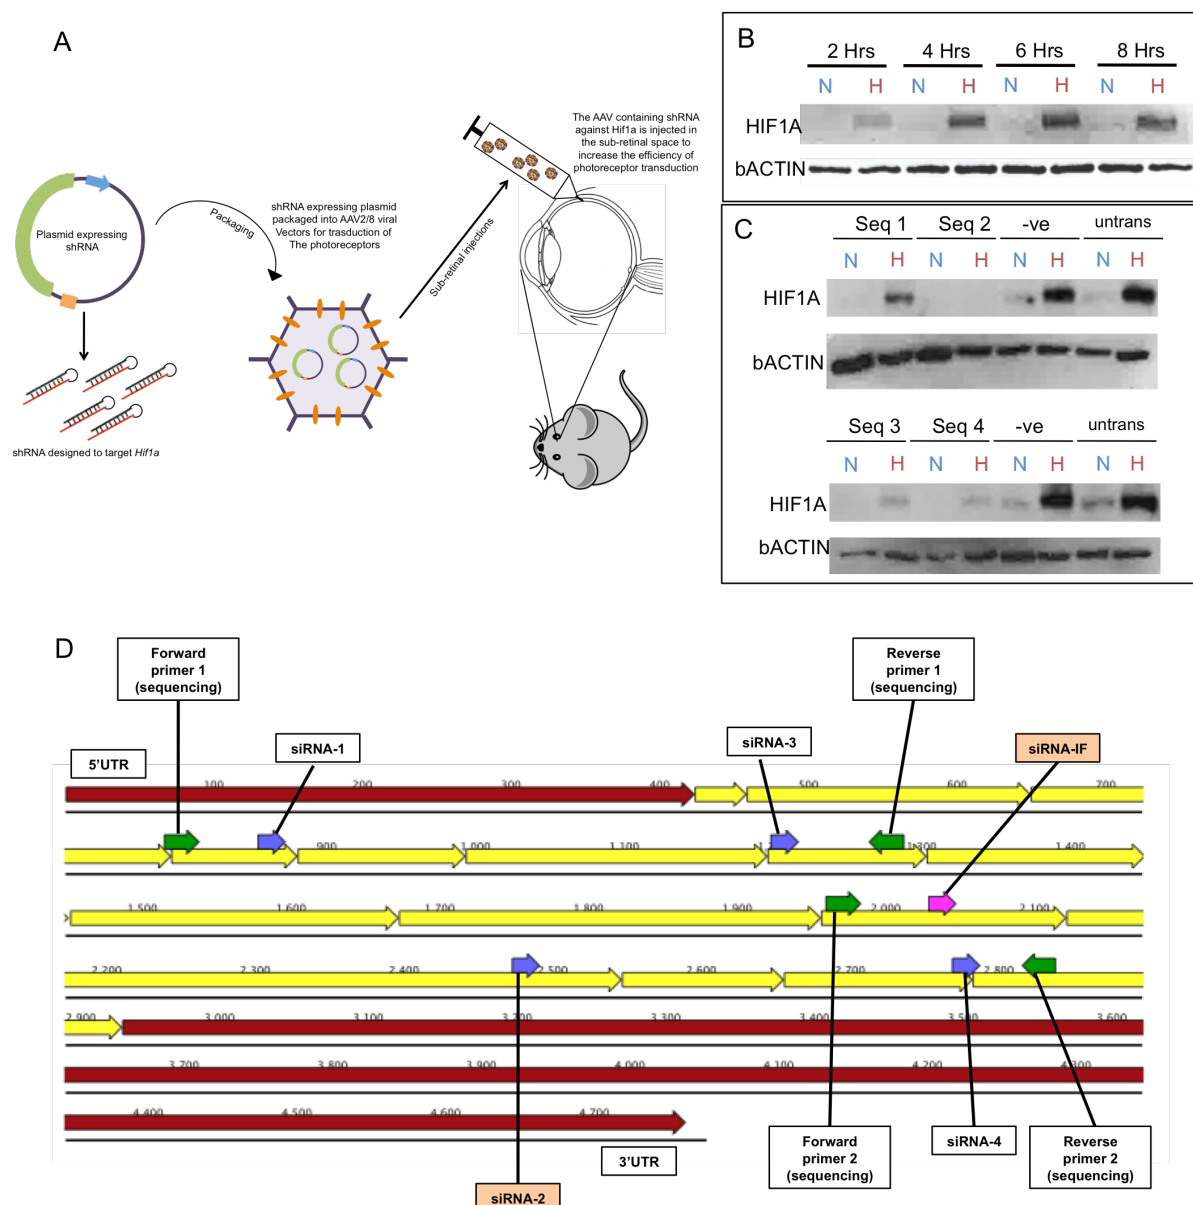 A
Plasmid expressing
shRNA
Packaging
shRNA expressing plasmid
packaged into AAV2/8 viral
Vectors for trasduction of
The photoreceptors
Sub-retinal injections
The AAV containing shRNA
against Hif1a is injected in
the sub-retinal space to
increase the efficiency of
photoreceptor transduction
shRNA designed to target Hif1a
B
2 Hrs 4 Hrs 6 Hrs 8 Hrs
N H N H N H N H
HIF1A
bACTIN
C
Seq 1 Seq 2 -ve untrans
N H N H N H N H
HIF1A
bACTIN
Seq 3 Seq 4 -ve untrans
N H N H N H N H
HIF1A
bACTIN
D
Forward
primer 1
(sequencing)
Reverse
primer 1
(sequencing)
5'UTR
siRNA-1
siRNA-3
siRNA-IF
100 200 300 400 500 600 700
900 1.000 1.100 1.400
1.500 1.600 1.700 1.800 1.900 2.000 2.100
2.200 2.300 2.400 2.500 2.600 2.700 2.800
2.900 3.000 3.100 3.200 3.300 3.400 3.500 3.600
3.700 3.800 3.900 4.000 4.100 4.200 4.300
4.400 4.500 4.600 4.700
3'UTR
siRNA-2
Forward
primer 2
(sequencing)
siRNA-4
Reverse
primer 2
(sequencing)